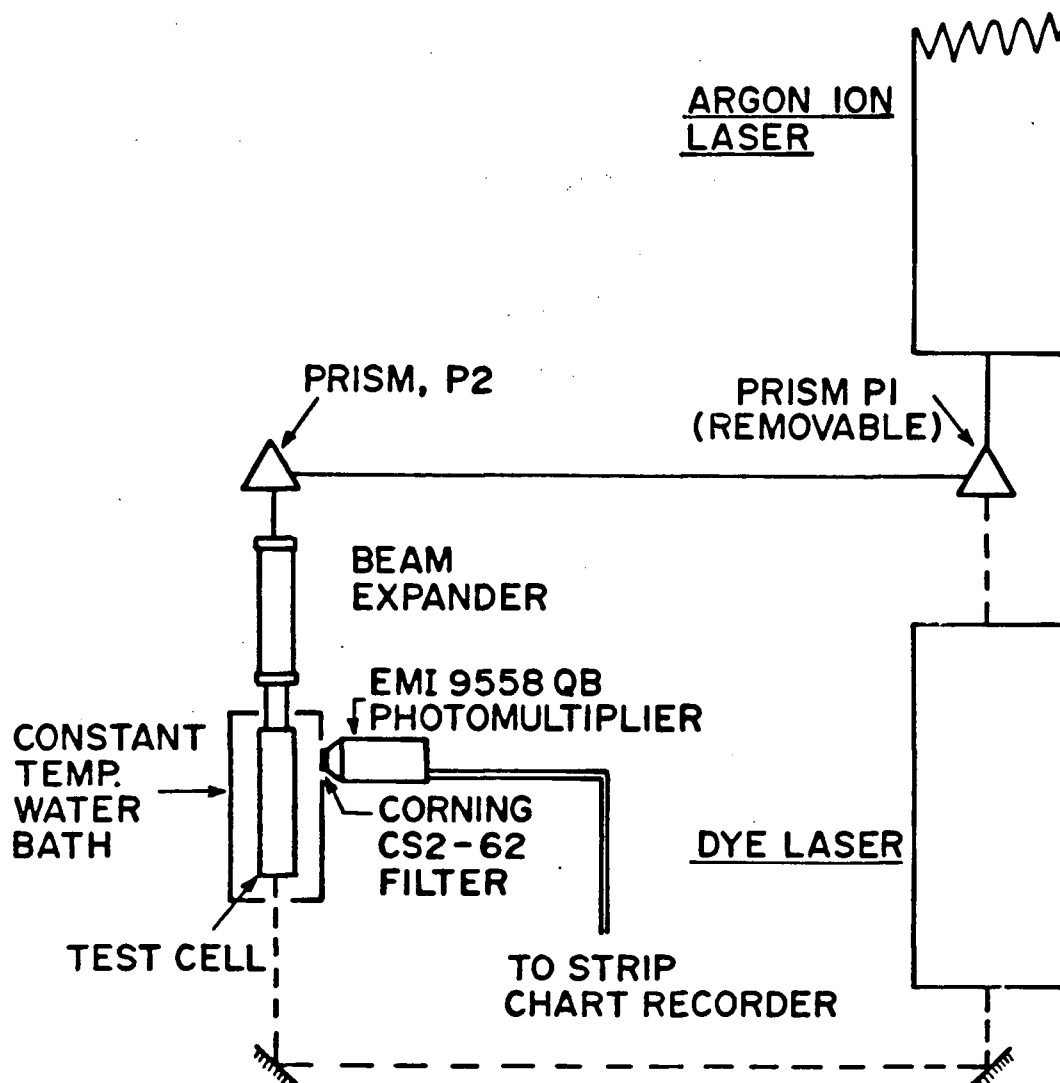 ARGON ION
LASER
PRISM, P2
PRISM P1
(REMOVABLE)
BEAM
EXPANDER
EMI 9558 QB
PHOTOMULTIPLIER
CONSTANT
TEMP.
WATER
BATH
CORNING
CS2-62
FILTER
DYE LASER
TEST CELL
TO STRIP
CHART RECORDER